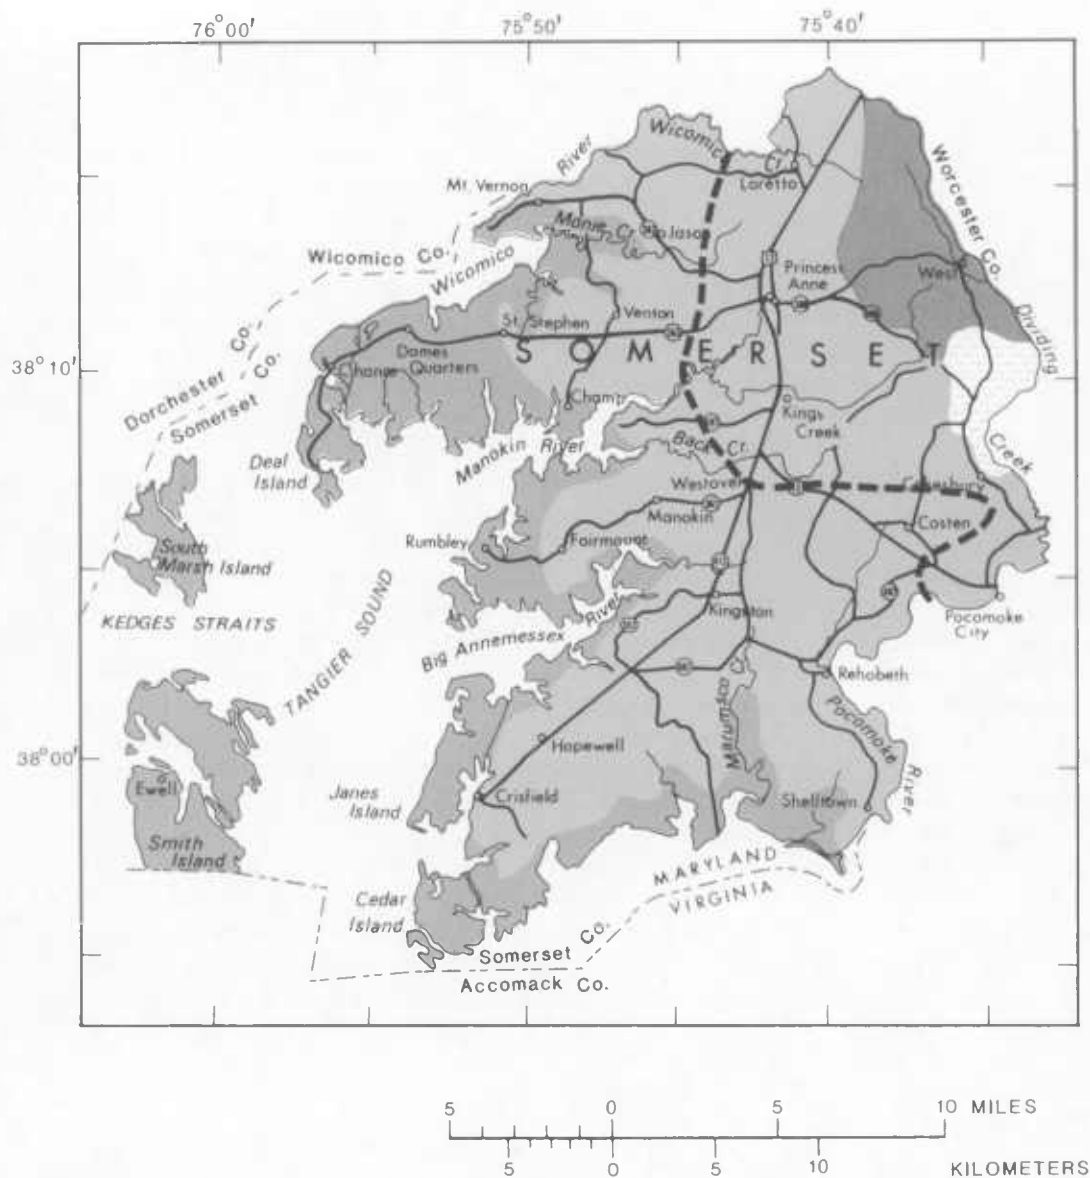 76°00'
75°50'
75°40'
Wicomico
River
Cr.
Loretto
Mt. Vernon
Monie Cr.
Worcester Co.
Wicomico Co.
Wicomico
Princess
Anne
West
Dividing
Creek
St. Stephen
Venton
SOMERSET
38°10'
Dorchester Co.
Somerset Co.
Chance
Dames
Quarters
Kings
Creek
Manokin River
Back Cr.
Deal
Island
Westover
Costen
Manokin
Rumbley
Fairmount
South
Marsh Island
KEDGES STRAITS
TANGIER SOUND
Big Annemessex
River
Kingston
Pocomoke
City
Rehobeth
Marumsco
Cr.
Pocomoke
River
Hopewell
38°00'
Ewell
Janes
Island
Crisfield
Shelltown
Smith
Island
MARYLAND
VIRGINIA
Cedar
Island
Somerset Co.
Accomack Co.
5 0 5 10 MILES
5 0 5 10
KILOMETERS